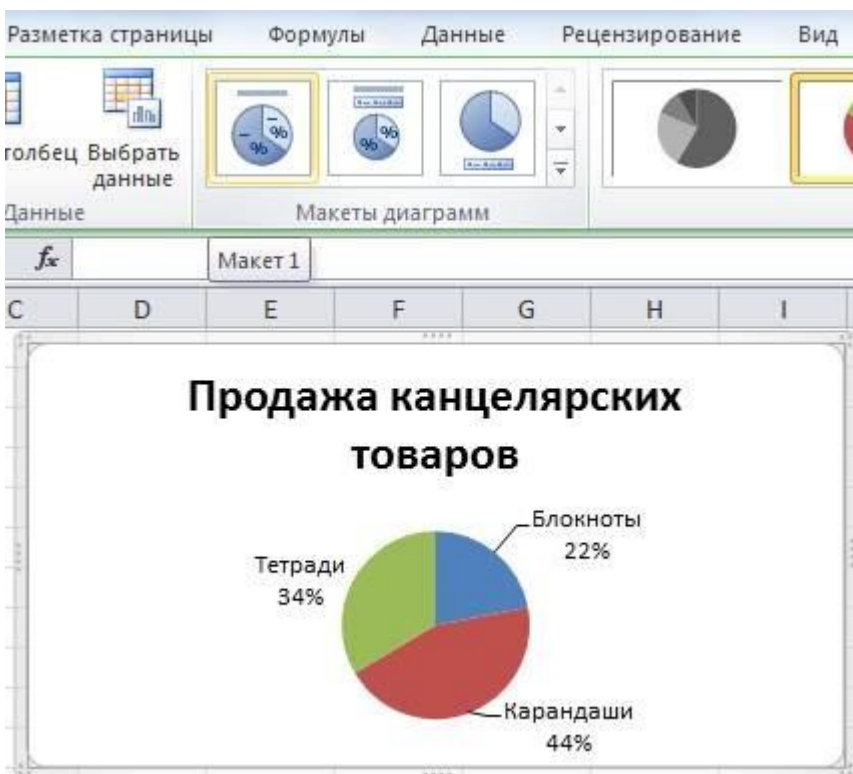 Разметка страницы Формулы Данные Рецензирование Вид
толбец Выбрать
данные
Данные Макеты диаграмм
fx Макет 1
C D E F G H I
Продажа канцелярских
товаров
Блокноты
22%
Тетради
34%
Карандаши
44%